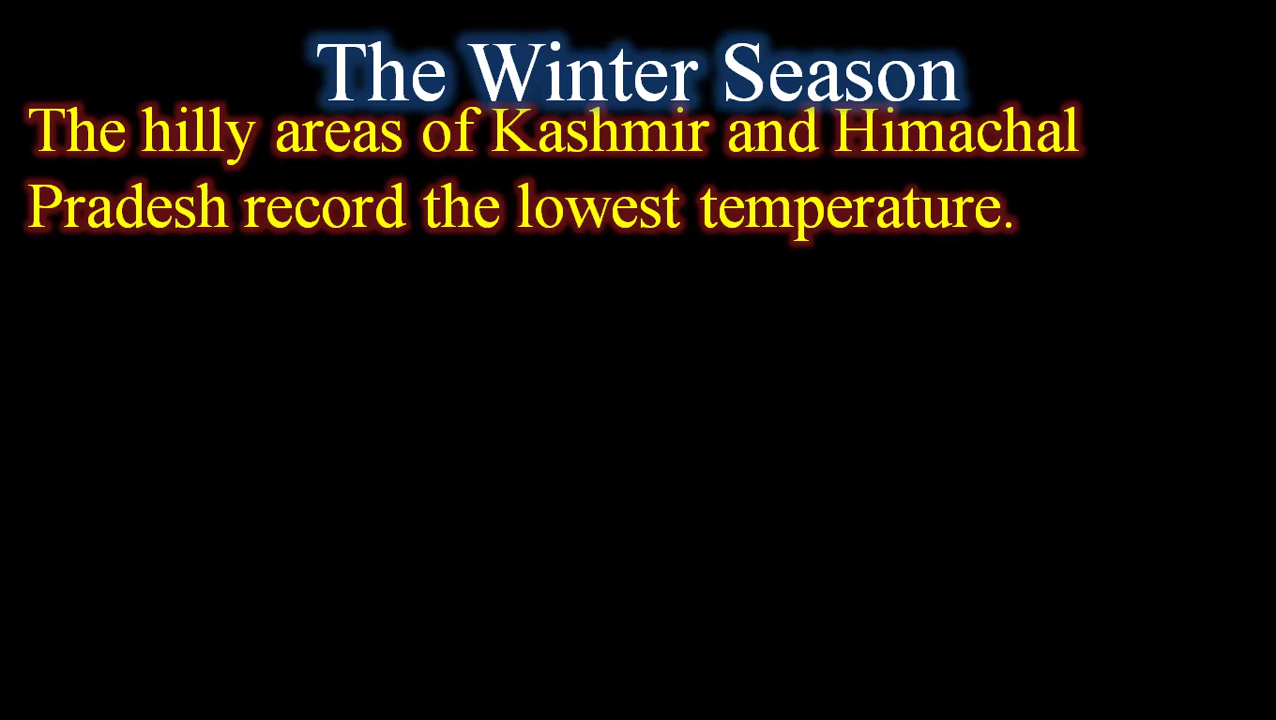 The Winter Season
The hilly areas of Kashmir and Himachal
Pradesh record the lowest temperature.